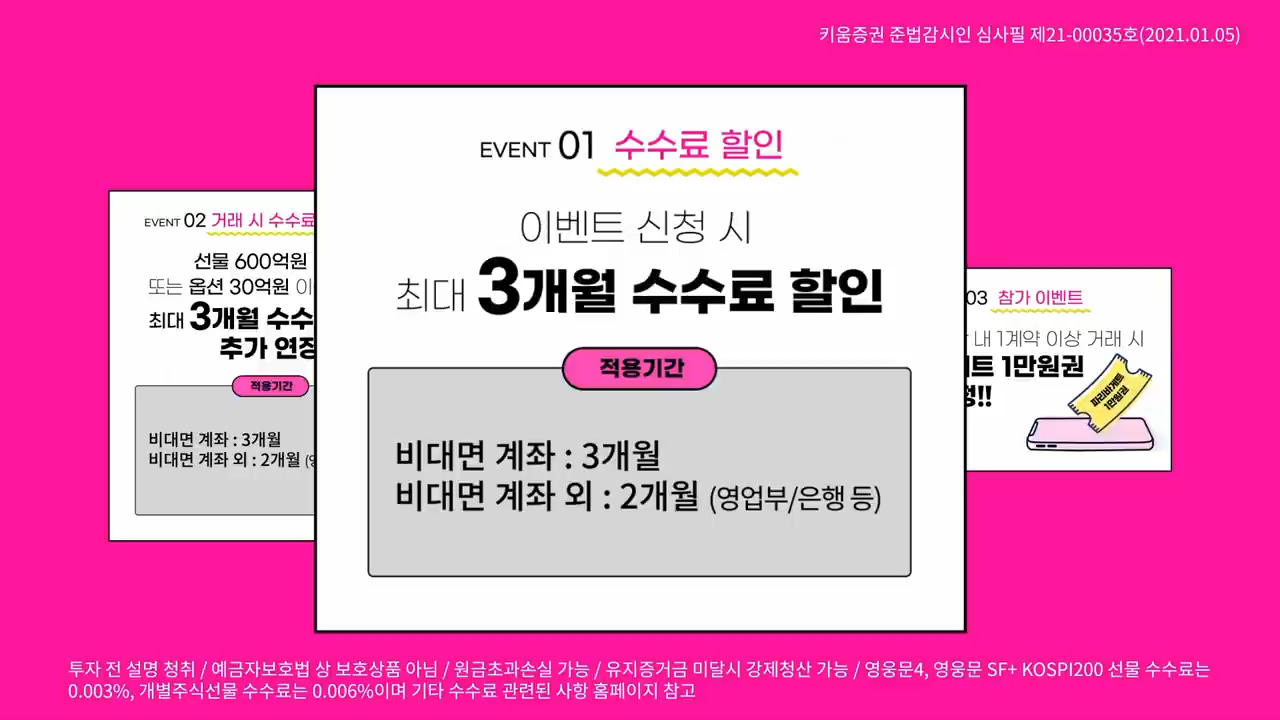 키움증권 준법감시인 심사필 제21-00035호(2021.01.05)
EVENT 01 수수료 할인
이벤트 신청 시
최대 3개월 수수료 할인
적용기간
비대면 계좌 : 3개월
비대면 계좌 외 : 2개월 (영업부/은행 등)
EVENT 02 거래 시 수수료
선물 600억원
또는 옵션 30억원 이
최대 3개월 수수
추가 연장
적용기간
비대면 계좌 : 3개월
비대면 계좌 외 : 2개월 (영
03 참가 이벤트
내 1계약 이상 거래 시
트 1만원권
정!!
파리바게뜨
1만원권
투자 전 설명 청취 / 예금자보호법 상 보호상품 아님 / 원금초과손실 가능 / 유지증거금 미달시 강제청산 가능 / 영웅문4, 영웅문 SF+ KOSPI200 선물 수수료는
0.003%, 개별주식선물 수수료는 0.006%이며 기타 수수료 관련된 사항 홈페이지 참고